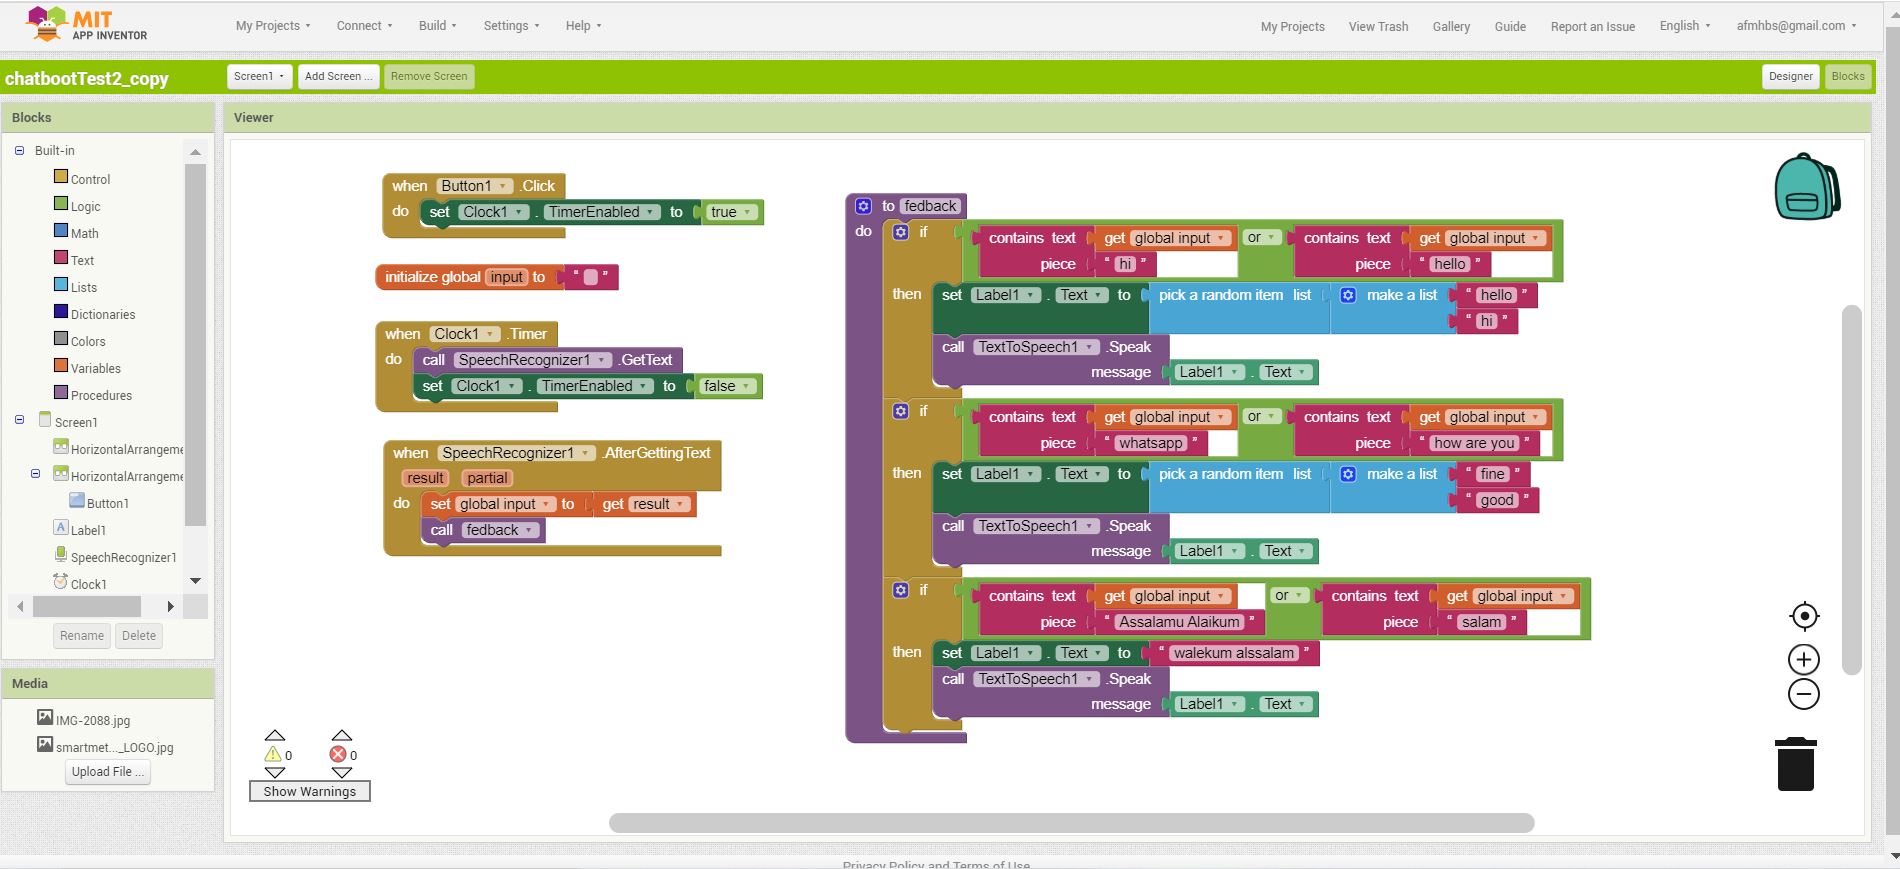 MIT
APP INVENTOR
My Projects Connect Build Settings Help
My Projects View Trash Gallery Guide Report an Issue English afmhbs@gmail.com
chatbootTest2_copy
Screen1 Add Screen ... Remove Screen
Designer Blocks
Blocks
Built-in
Control
Logic
Math
Text
Lists
Dictionaries
Colors
Variables
Procedures
Screen1
HorizontalArrangeme
HorizontalArrangeme
Button1
A Label1
SpeechRecognizer1
Clock1
Rename Delete
Media
IMG-2088.jpg
smartmet..._LOGO.jpg
Upload File ...
Viewer
when Button1 .Click
do set Clock1 . TimerEnabled to true
initialize global input to “ ”
when Clock1 .Timer
do call SpeechRecognizer1 .GetText
set Clock1 . TimerEnabled to false
when SpeechRecognizer1 .AfterGettingText
result partial
do set global input to get result
call fedback
to fedback
do if contains text get global input or contains text get global input
piece “ hi ” piece “ hello ”
then set Label1 . Text to pick a random item list make a list “ hello ”
“ hi ”
call TextToSpeech1 .Speak
message Label1 . Text
if contains text get global input or contains text get global input
piece “ whatsapp ” piece “ how are you ”
then set Label1 . Text to pick a random item list make a list “ fine ”
“ good ”
call TextToSpeech1 .Speak
message Label1 . Text
if contains text get global input or contains text get global input
piece “ Assalamu Alaikum ” piece “ salam ”
then set Label1 . Text to “ walekum alssalam ”
call TextToSpeech1 .Speak
message Label1 . Text
0 0
Show Warnings
Privacy Policy and Terms of Use